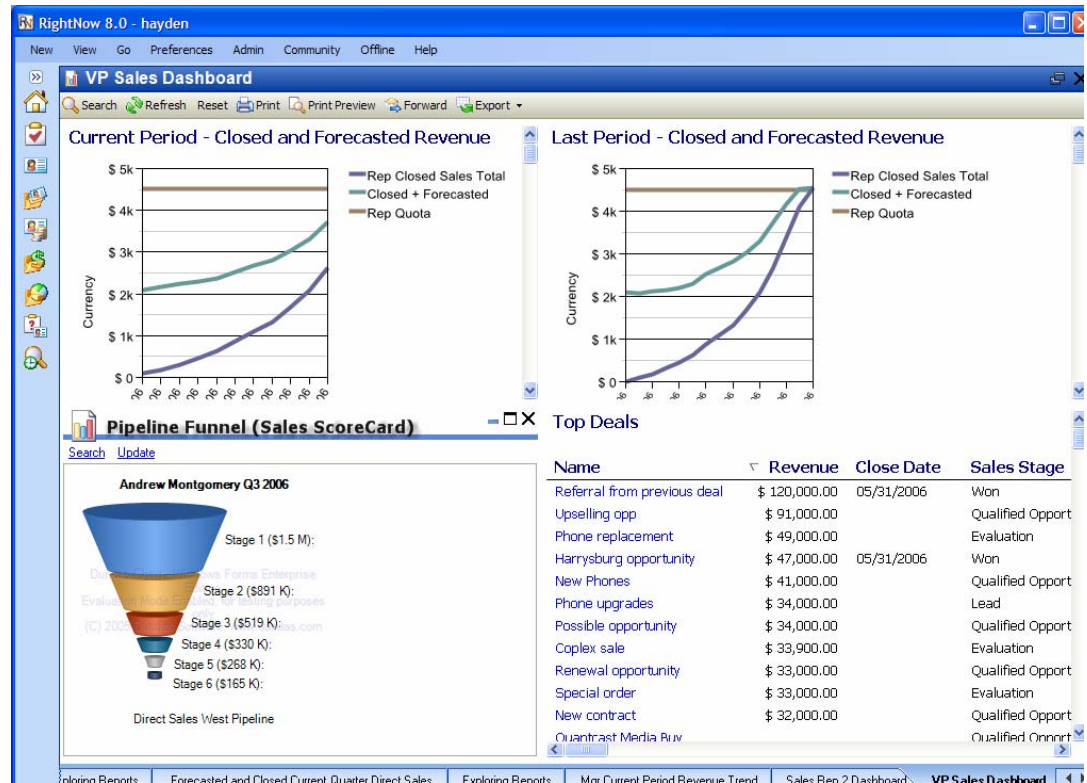 RightNow 8.0 - hayden
New View Go Preferences Admin Community Offline Help
VP Sales Dashboard
Search Refresh Reset Print Print Preview Forward Export
Current Period - Closed and Forecasted Revenue
$ 5k
$ 4k
$ 3k
$ 2k
$ 1k
$ 0
Currency
Rep Closed Sales Total
Closed + Forecasted
Rep Quota
Last Period - Closed and Forecasted Revenue
$ 5k
$ 4k
$ 3k
$ 2k
$ 1k
$ 0
Currency
Rep Closed Sales Total
Closed + Forecasted
Rep Quota
Pipeline Funnel (Sales ScoreCard)
Search Update
Andrew Montgomery Q3 2006
Stage 1 ($1.5 M):
Stage 2 ($891 K):
Stage 3 ($519 K):
Stage 4 ($330 K):
Stage 5 ($268 K):
Stage 6 ($165 K):
Direct Sales West Pipeline
Top Deals
Name Revenue Close Date Sales Stage
Referral from previous deal $ 120,000.00 05/31/2006 Won
Upselling opp $ 91,000.00 Qualified Opport
Phone replacement $ 49,000.00 Evaluation
Harrysburg opportunity $ 47,000.00 05/31/2006 Won
New Phones $ 41,000.00 Qualified Opport
Phone upgrades $ 34,000.00 Lead
Possible opportunity $ 34,000.00 Qualified Opport
Coplex sale $ 33,900.00 Evaluation
Renewal opportunity $ 33,000.00 Qualified Opport
Special order $ 33,000.00 Evaluation
New contract $ 32,000.00 Qualified Opport
Quantcast Media Buy Qualified Opport
ploring Reports Forecasted and Closed Current Quarter Direct Sales Exploring Reports Mgr Current Period Revenue Trend Sales Rep 2 Dashboard VP Sales Dashboard